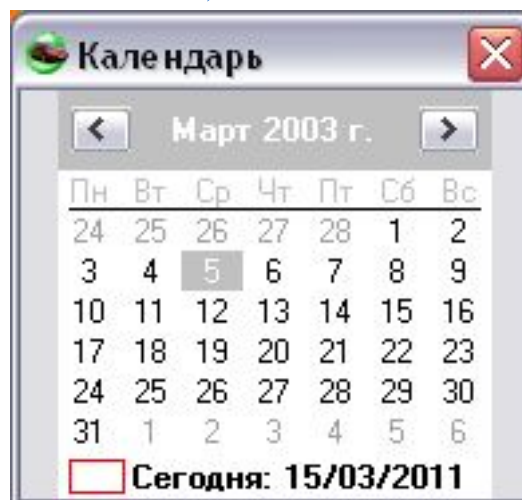 Календарь
Март 2003 г.
Пн Вт Ср Чт Пт Сб Вс
24 25 26 27 28 1 2
3 4 5 6 7 8 9
10 11 12 13 14 15 16
17 18 19 20 21 22 23
24 25 26 27 28 29 30
31 1 2 3 4 5 6
Сегодня: 15/03/2011